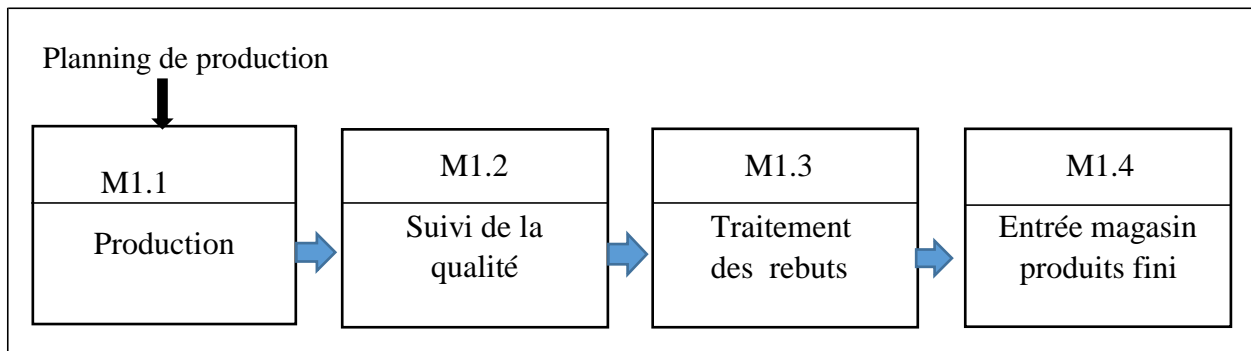 Planning de production
M1.1
Production
M1.2
Suivi de la
qualité
M1.3
Traitement
des rebuts
M1.4
Entrée magasin
produits fini